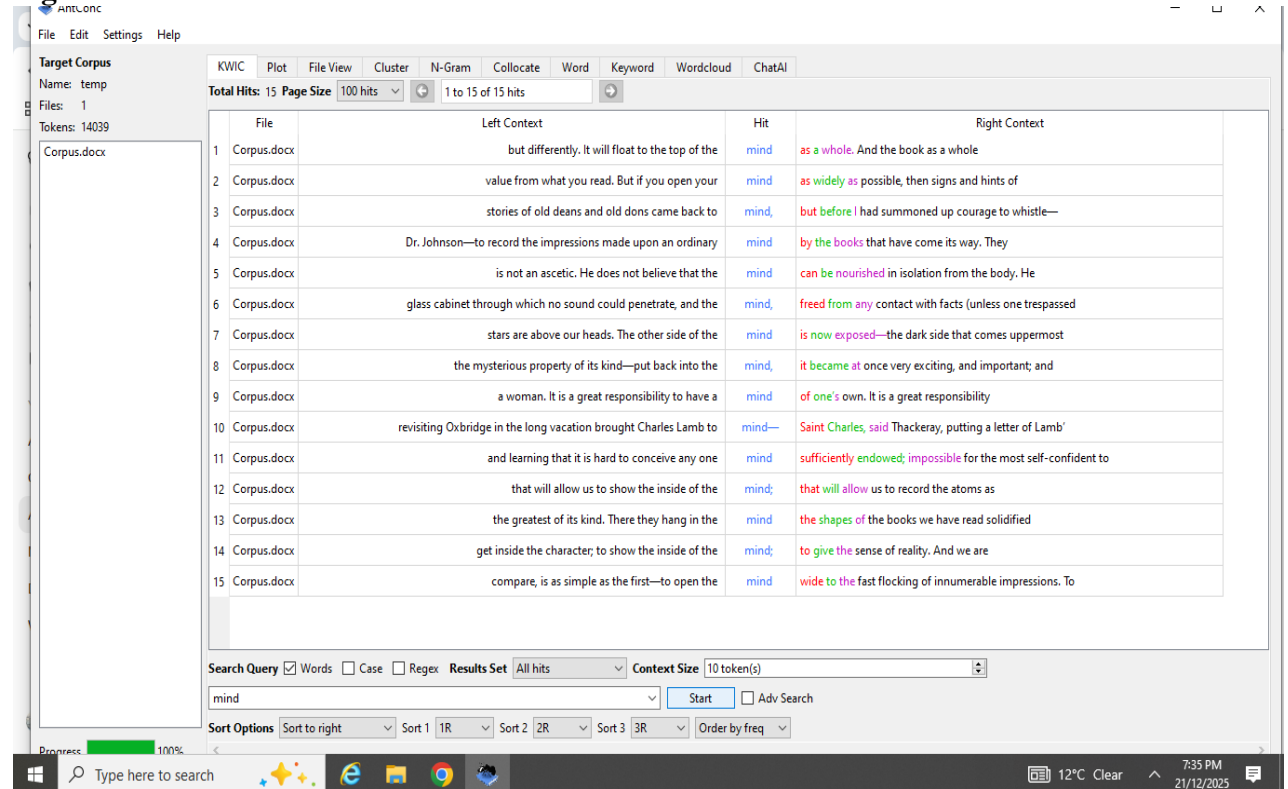 AntConc
File Edit Settings Help
Target Corpus
Name: temp
Files: 1
Tokens: 14039
Corpus.docx
Progress 100%
KWIC Plot File View Cluster N-Gram Collocate Word Keyword Wordcloud ChatAI
Total Hits: 15 Page Size 100 hits 1 to 15 of 15 hits
File Left Context Hit Right Context
1 Corpus.docx but differently. It will float to the top of the mind as a whole. And the book as a whole
2 Corpus.docx value from what you read. But if you open your mind as widely as possible, then signs and hints of
3 Corpus.docx stories of old deans and old dons came back to mind, but before I had summoned up courage to whistle—
4 Corpus.docx Dr. Johnson—to record the impressions made upon an ordinary mind by the books that have come its way. They
5 Corpus.docx is not an ascetic. He does not believe that the mind can be nourished in isolation from the body. He
6 Corpus.docx glass cabinet through which no sound could penetrate, and the mind, freed from any contact with facts (unless one trespassed
7 Corpus.docx stars are above our heads. The other side of the mind is now exposed—the dark side that comes uppermost
8 Corpus.docx the mysterious property of its kind—put back into the mind, it became at once very exciting, and important; and
9 Corpus.docx a woman. It is a great responsibility to have a mind of one's own. It is a great responsibility
10 Corpus.docx revisiting Oxbridge in the long vacation brought Charles Lamb to mind— Saint Charles, said Thackeray, putting a letter of Lamb'
11 Corpus.docx and learning that it is hard to conceive any one mind sufficiently endowed; impossible for the most self-confident to
12 Corpus.docx that will allow us to show the inside of the mind; that will allow us to record the atoms as
13 Corpus.docx the greatest of its kind. There they hang in the mind the shapes of the books we have read solidified
14 Corpus.docx get inside the character; to show the inside of the mind; to give the sense of reality. And we are
15 Corpus.docx compare, is as simple as the first—to open the mind wide to the fast flocking of innumerable impressions. To
Search Query Words Case Regex Results Set All hits Context Size 10 token(s)
mind Start Adv Search
Sort Options Sort to right Sort 1 1R Sort 2 2R Sort 3 3R Order by freq
Type here to search 12°C Clear 7:35 PM
21/12/2025